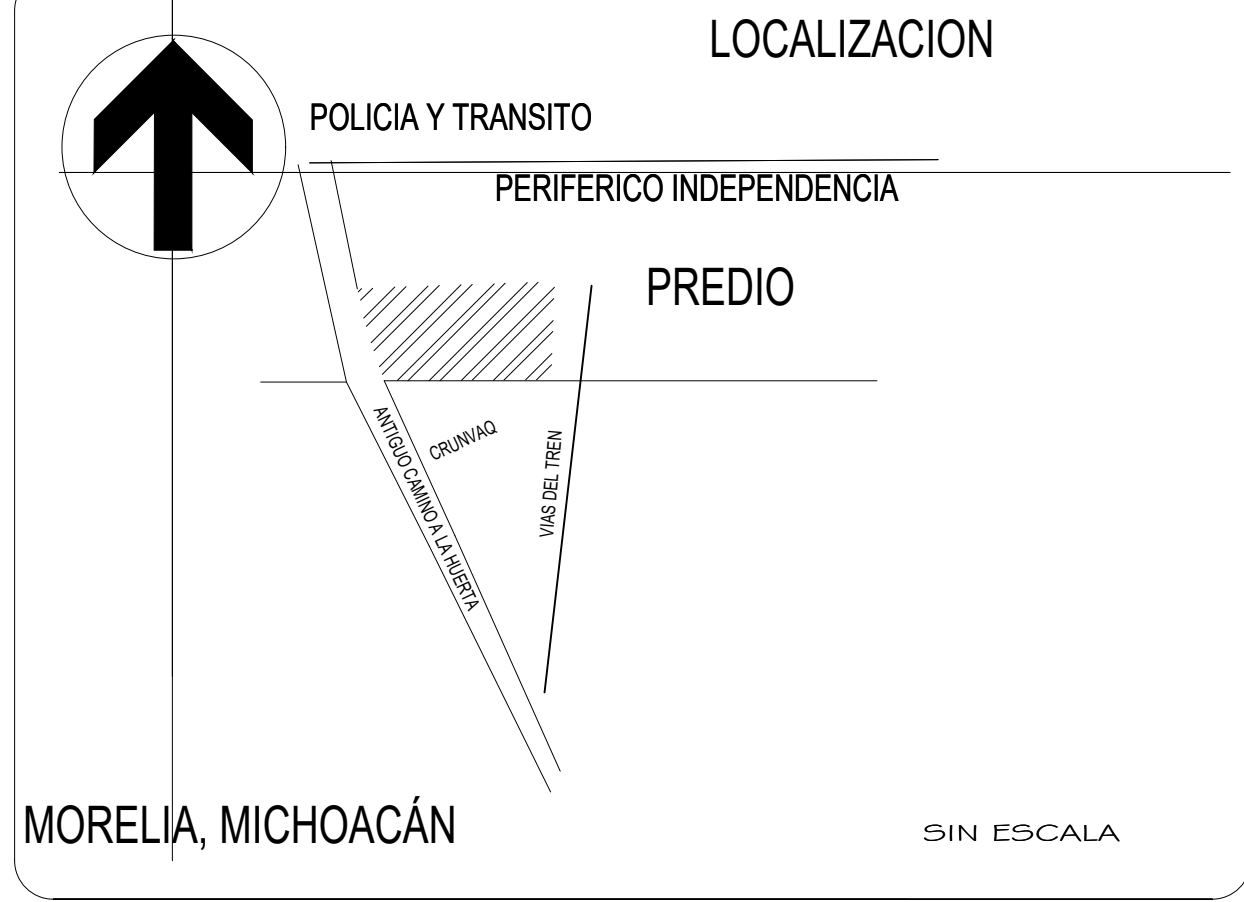 LOCALIZACION
POLICIA Y TRANSITO
PERIFERICO INDEPENDENCIA
PREDIO
ANTIGUO CAMINO A LA HUERTA
CRUNVAQ
VIAS DEL TREN
MORELIA, MICHOACÁN
SIN ESCALA